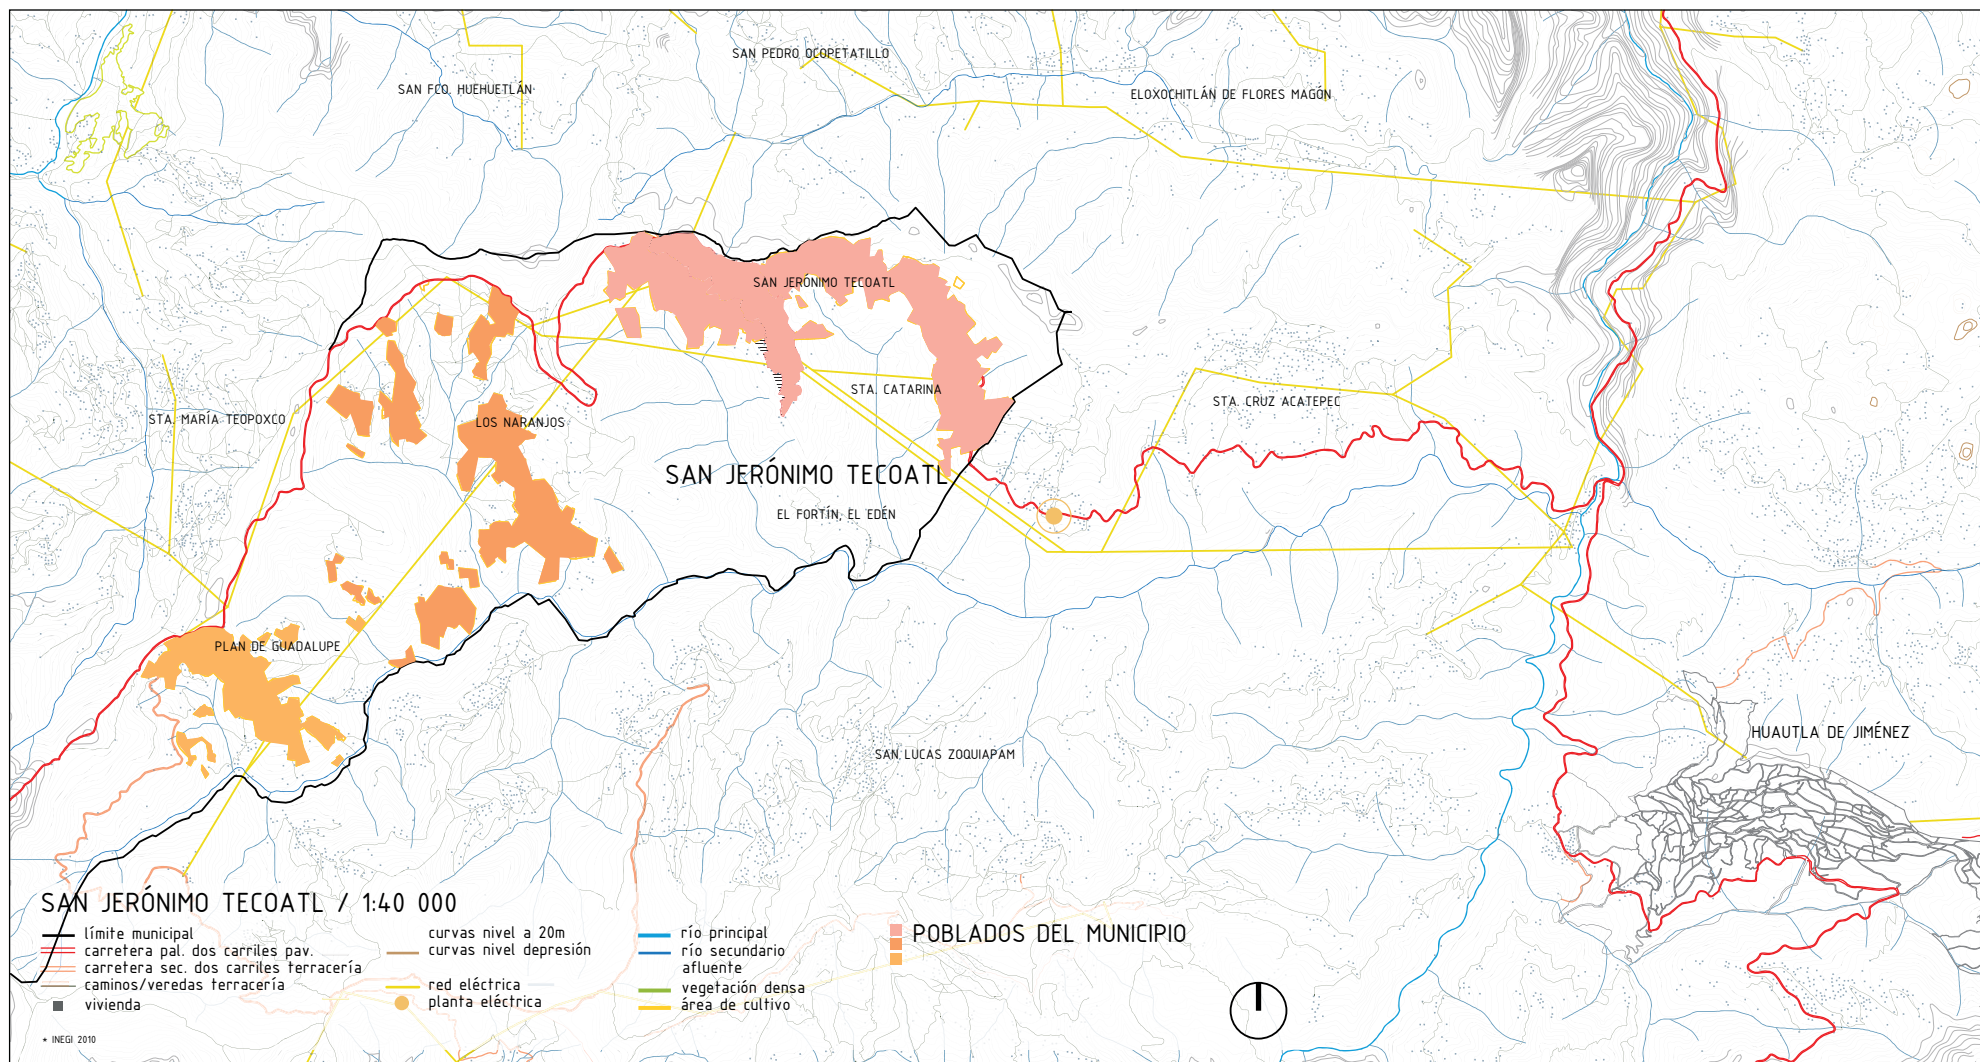 SAN PEDRO OCOPETATILLO
SAN FCO. HUEHUETLÁN
ELOXOCHITLÁN DE FLORES MAGÓN
SAN JERÓNIMO TECOATL
STA. CATARINA
STA. CRUZ ACATEPEC
STA. MARÍA TEOPOXCO
LOS NARANJOS
SAN JERÓNIMO TECOATL
EL FORTÍN, EL EDÉN
PLAN DE GUADALUPE
HUAUTLA DE JIMÉNEZ
SAN LUCAS ZOQUIAPAM
SAN JERÓNIMO TECOATL / 1:40 000
límite municipal
carretera pal. dos carriles pav.
carretera sec. dos carriles terracería
caminos/veredas terracería
vivienda
curvas nivel a 20m
curvas nivel depresión
red eléctrica
planta eléctrica
río principal
río secundario
afluente
vegetación densa
área de cultivo
POBLADOS DEL MUNICIPIO
* INEGI 2010